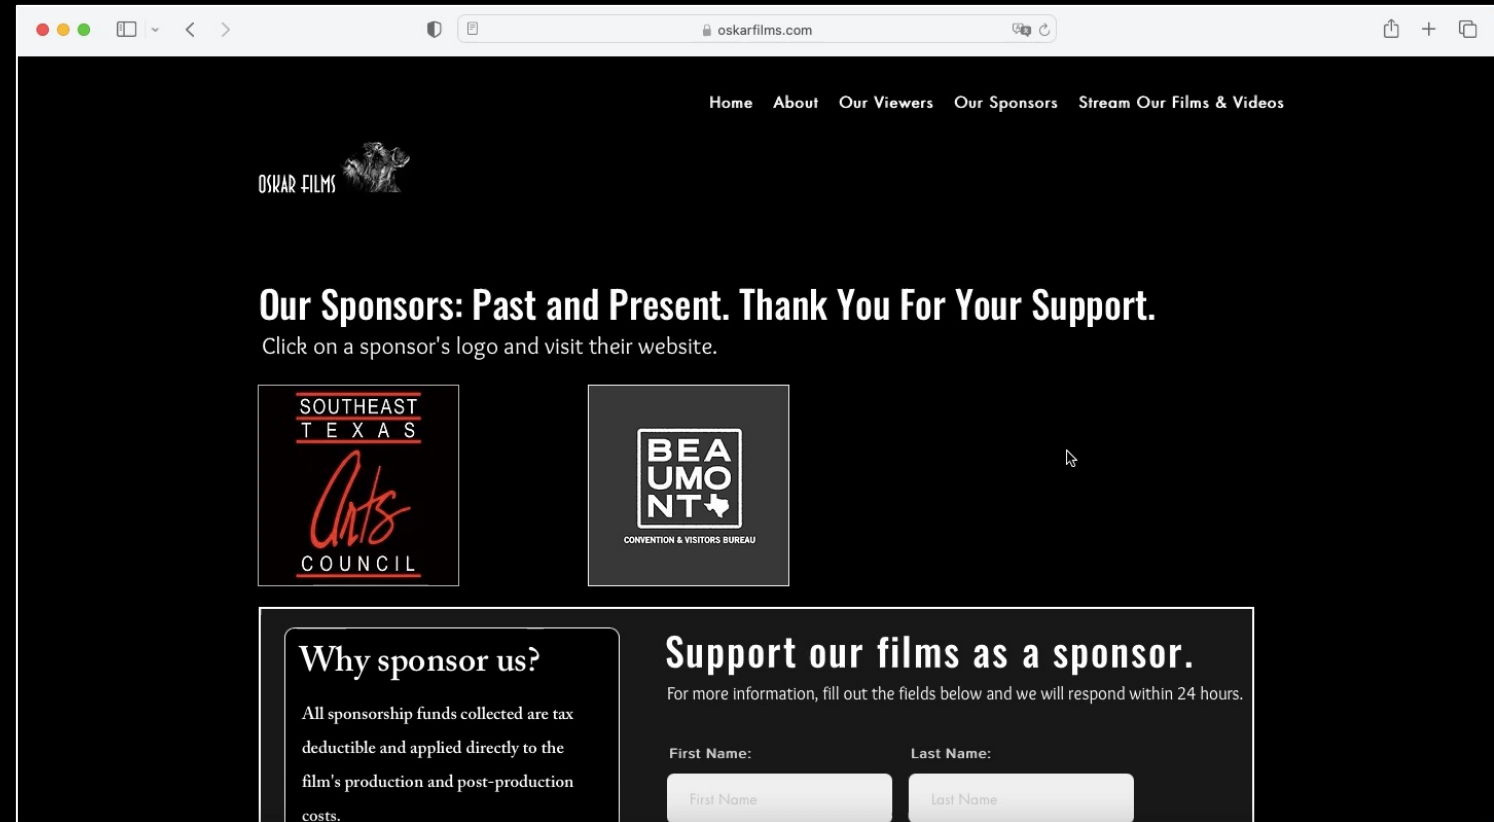 oskarfilms.com
Home About Our Viewers Our Sponsors Stream Our Films & Videos
OSKAR FILMS
Our Sponsors: Past and Present. Thank You For Your Support.
Click on a sponsor's logo and visit their website.
SOUTHEAST
TEXAS
Arts
COUNCIL
BEA
UMO
NT
CONVENTION & VISITORS BUREAU
Why sponsor us?
All sponsorship funds collected are tax
deductible and applied directly to the
film's production and post-production
costs.
Support our films as a sponsor.
For more information, fill out the fields below and we will respond within 24 hours.
First Name: Last Name:
First Name Last Name